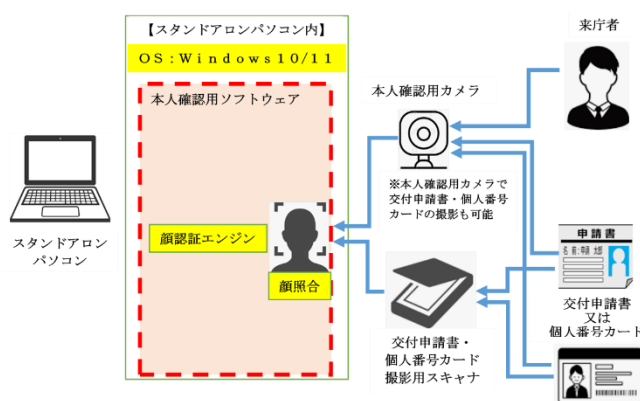 【スタンドアロンパソコン内】
OS:Windows10/11
本人確認用ソフトウェア
顔認証エンジン
顔照合
スタンドアロン
パソコン
本人確認用カメラ
※本人確認用カメラで
交付申請書・個人番号
カードの撮影も可能
交付申請書・
個人番号カード
撮影用スキャナ
来庁者
申請書
名前:申請 太郎
交付申請書
又は
個人番号カード